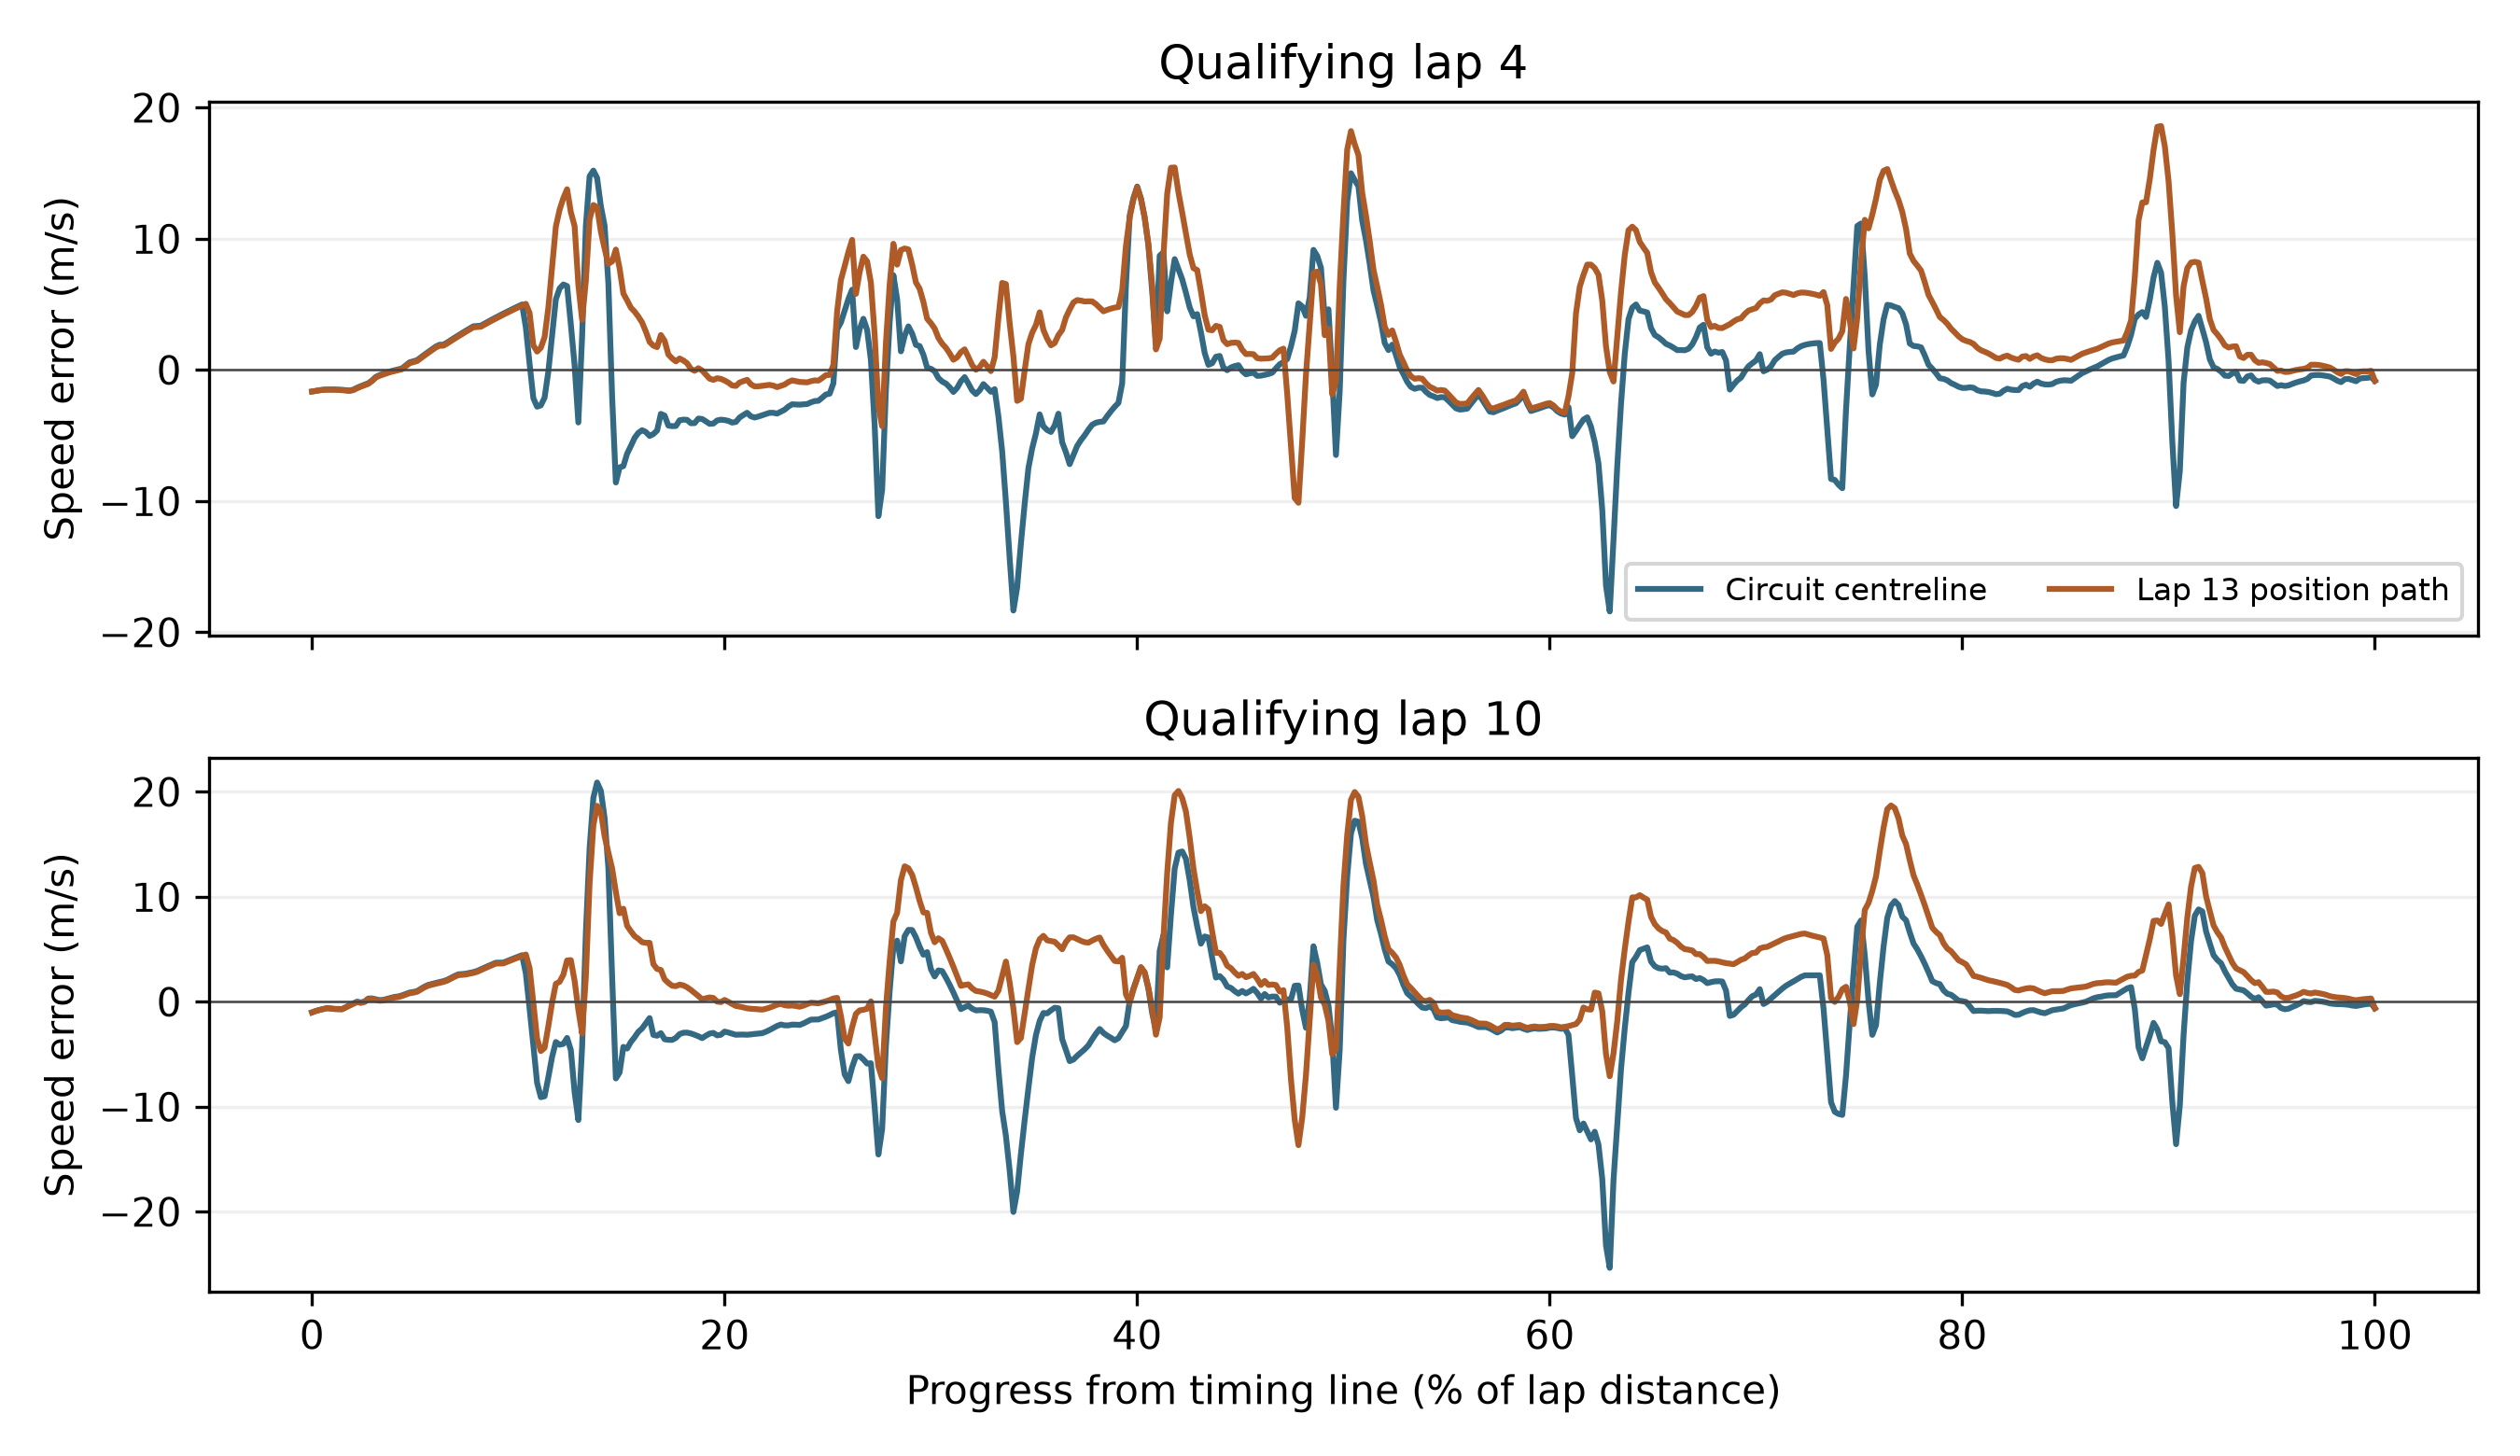 Qualifying lap 4
Speed error (m/s)
20
10
0
−10
−20
Circuit centreline
Lap 13 position path
Qualifying lap 10
Speed error (m/s)
20
10
0
−10
−20
0 20 40 60 80 100
Progress from timing line (% of lap distance)